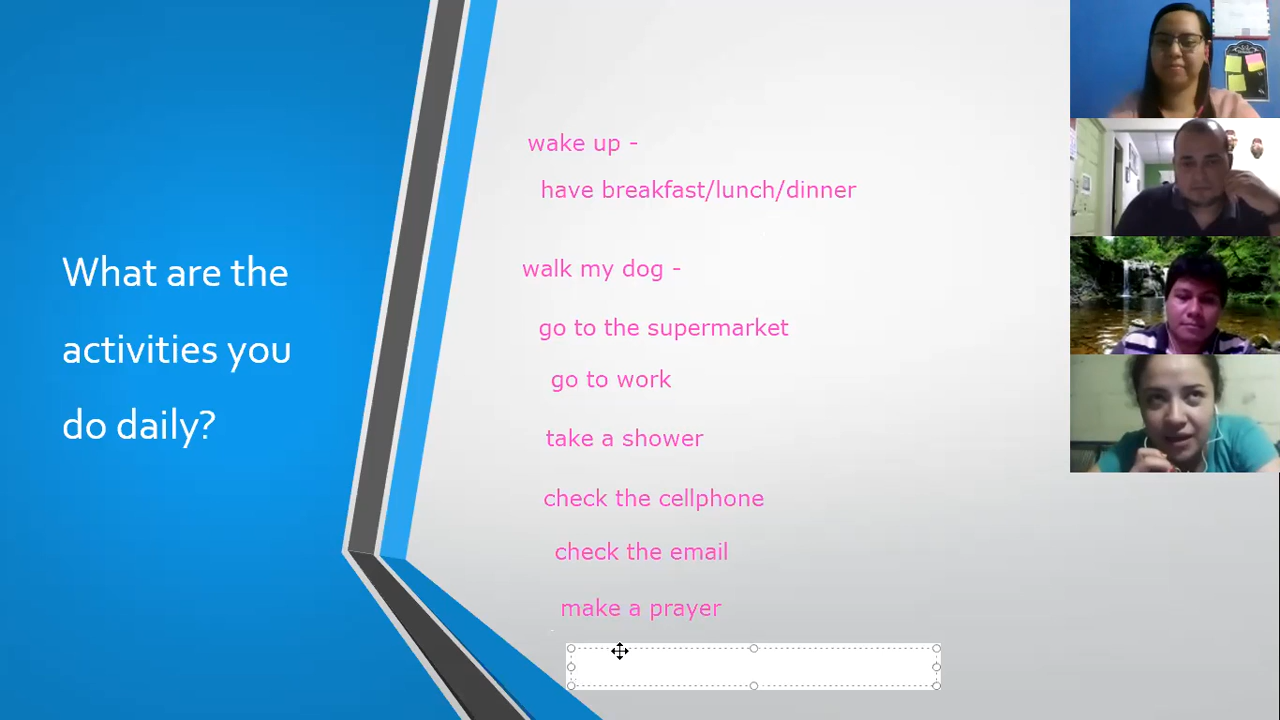 What are the
activities you
do daily?
wake up -
have breakfast/lunch/dinner
walk my dog -
go to the supermarket
go to work
take a shower
check the cellphone
check the email
make a prayer